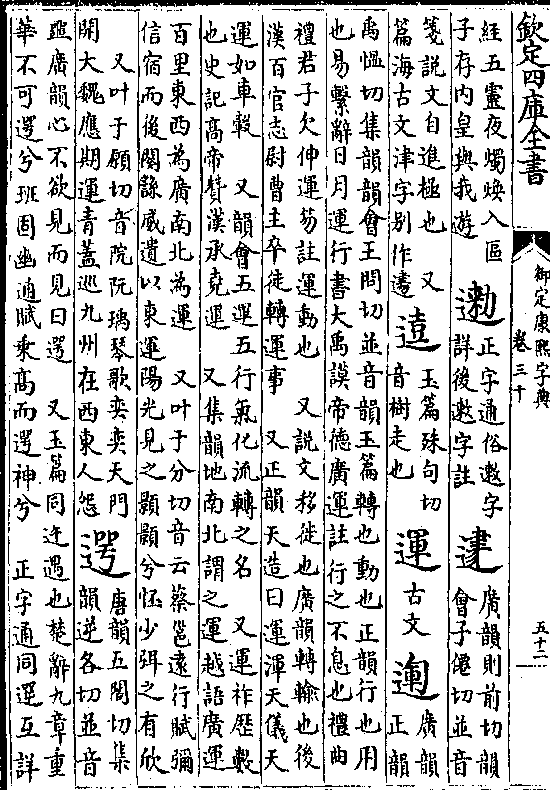 欽定四庫全書
御定康熙字典
卷三十
五十二
經五靈夜燭煥入區
子存内皇與我遊
遬
正字通俗遬字
詳後遬字註
廣韻則前切韻
會子僊切並音
箋說文自進極也 又
篇海古文津字别作
玉篇殊句切
音樹走也
運
古文
廣韻
正韻
禹慍切集韻韻會王問切並音韻玉篇轉也動也正韻行也用
也易繫辭日月運行書大禹謨帝德廣運註行之不息也禮曲
禮君子欠伸運笏註運動也 又說文移徙也廣韻轉輸也後
漢百官志尉曹主卒徒轉運事 又正韻天造曰運渾天儀天
運如車轂 又韻會五運五行氣化流轉之名 又運祚歷數
也史記高帝贊漢承堯運 又集韻地南北謂之運越語廣運
百里東西為廣南北為運 又叶于分切音云蔡邕遠行賦彌
信宿而後闋威遺以東運陽光見之顥顥兮怪少弭之有欣
又叶于願切音院阮瑀琴歌奕奕天門
開大魏應期運青蓋巡九州在西東人怨
遻
唐韻五閣切集
韻逆各切並音
噩廣韻心不欲見而見曰遻 又玉篇同迕遇也楚辭九章重
華不可遻兮班固幽通賦乘高而遻神兮 正字通同遌互詳